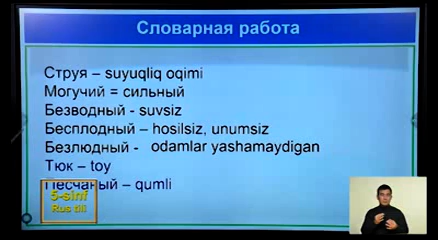 Словарная работа
Струя – suyuqliq oqimi
Могучий = сильный
Безводный - suvsiz
Бесплодный – hosilsiz, unumsiz
Безлюдный - odamlar yashamaydigan
Тюк – toy
Песчаный – qumli
5-sinf
Rus tili